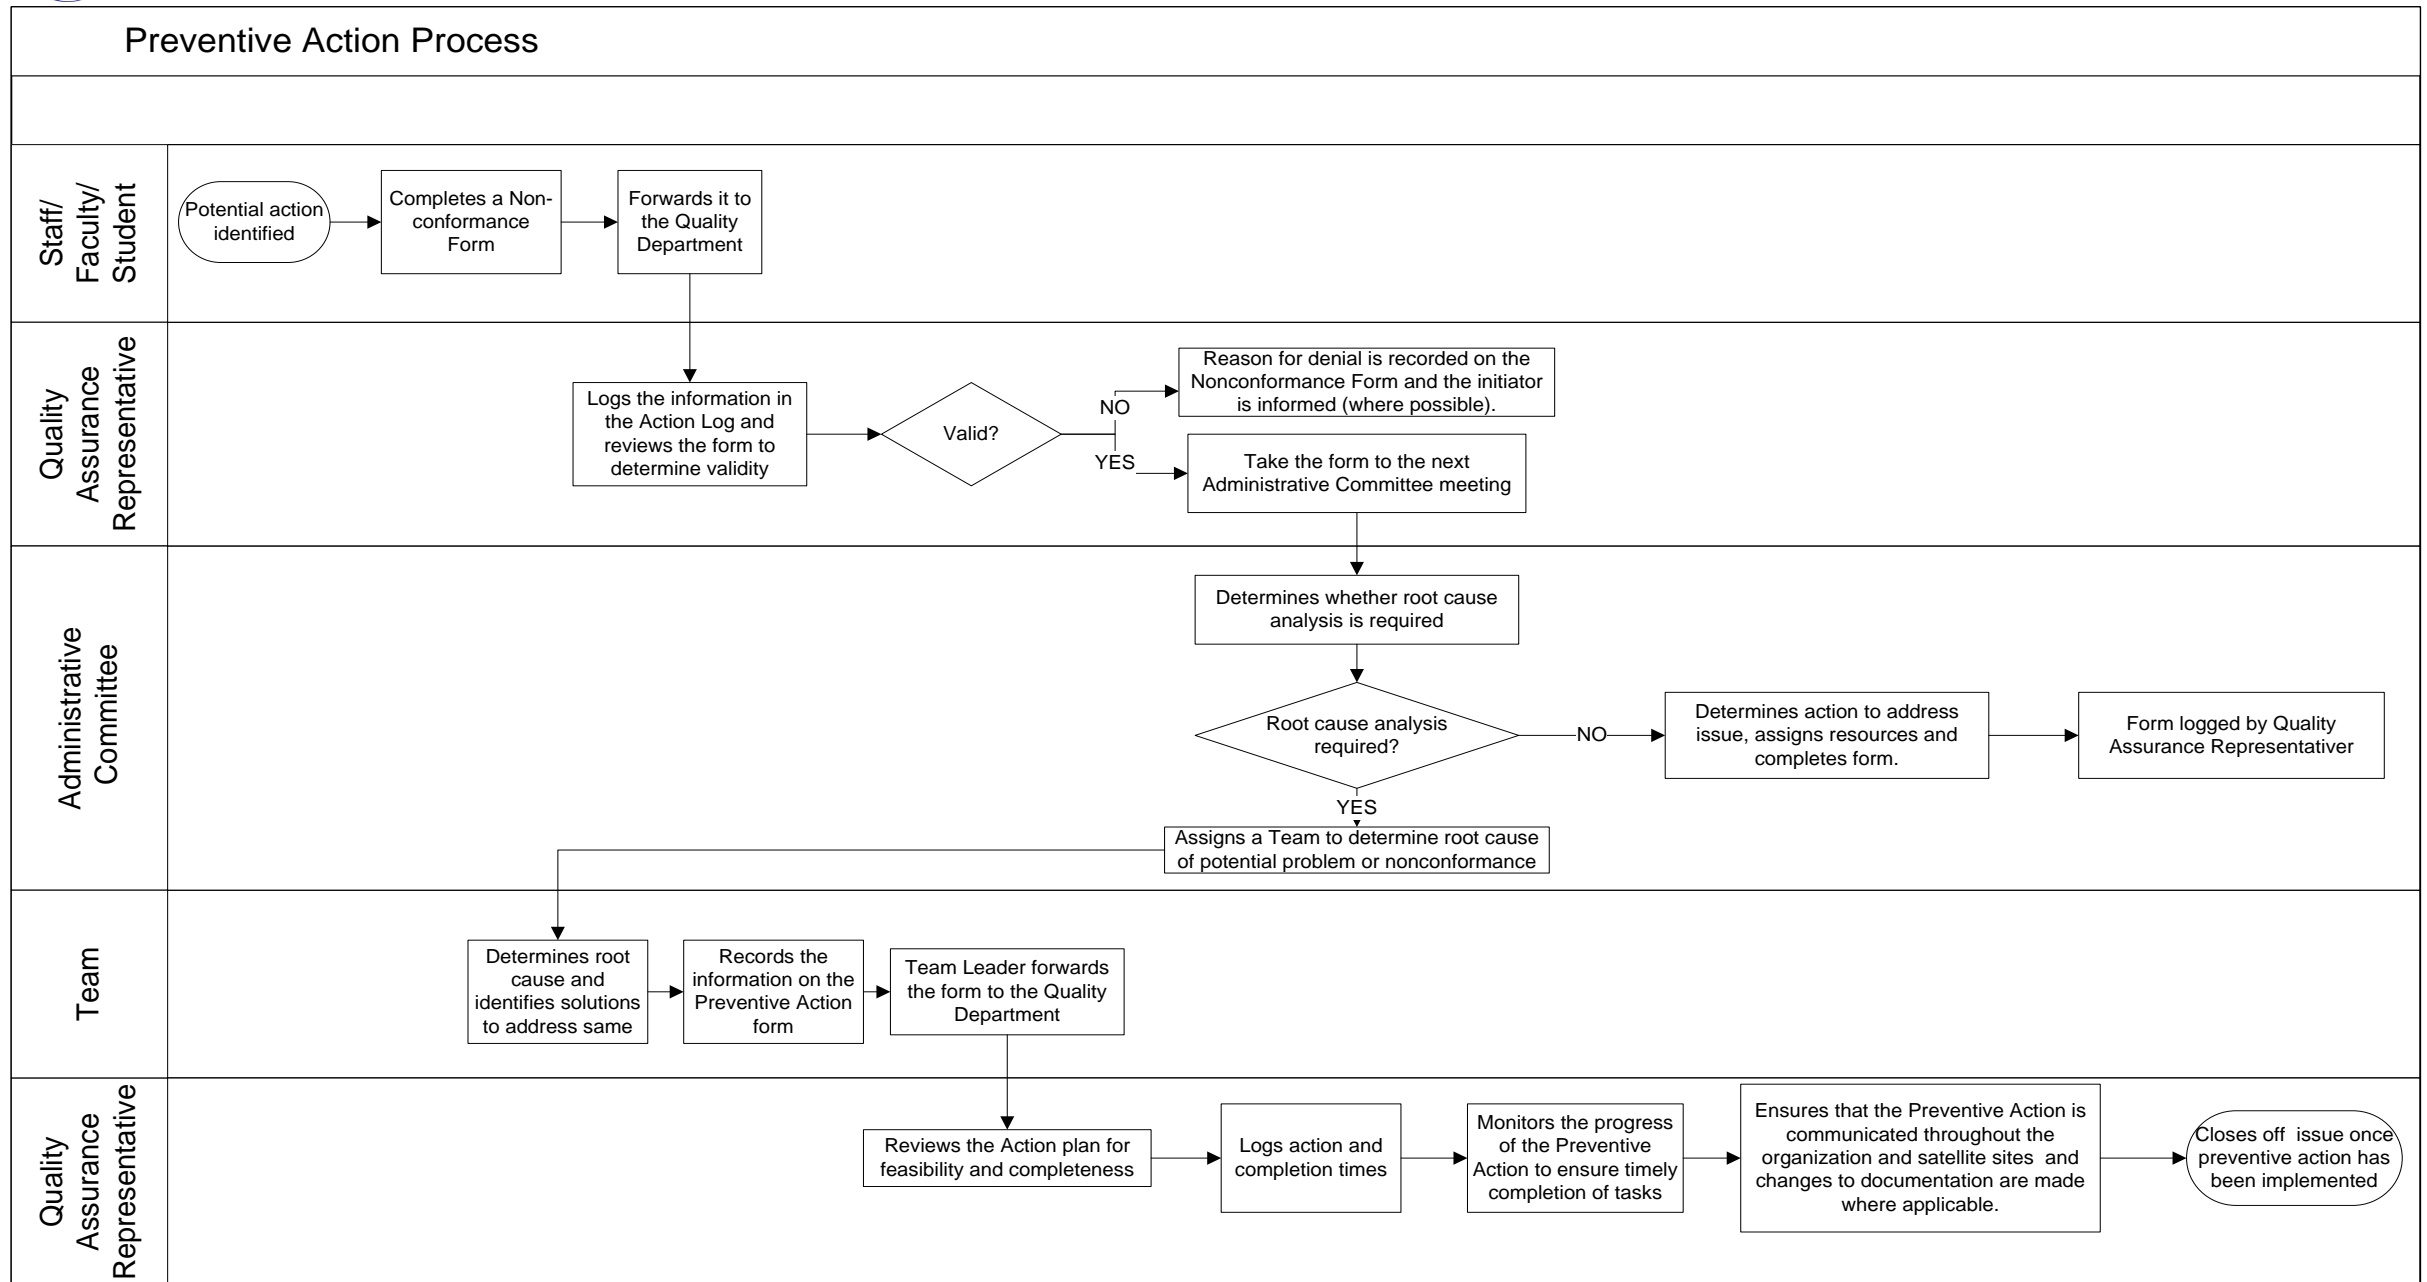 Preventive Action Process
Staff/
Faculty/
Student
Potential action
identified
Completes a Non-
conformance
Form
Forwards it to
the Quality
Department
Quality
Assurance
Representative
Logs the information in
the Action Log and
reviews the form to
determine validity
Valid?
NO
Reason for denial is recorded on the
Nonconformance Form and the initiator
is informed (where possible).
YES
Take the form to the next
Administrative Committee meeting
Administrative
Committee
Determines whether root cause
analysis is required
Root cause analysis
required?
NO
Determines action to address
issue, assigns resources and
completes form.
Form logged by Quality
Assurance Representativer
YES
Assigns a Team to determine root cause
of potential problem or nonconformance
Team
Determines root
cause and
identifies solutions
to address same
Records the
information on the
Preventive Action
form
Team Leader forwards
the form to the Quality
Department
Quality
Assurance
Representative
Reviews the Action plan for
feasibility and completeness
Logs action and
completion times
Monitors the progress
of the Preventive
Action to ensure timely
completion of tasks
Ensures that the Preventive Action is
communicated throughout the
organization and satellite sites  and
changes to documentation are made
where applicable.
Closes off  issue once
preventive action has
been implemented